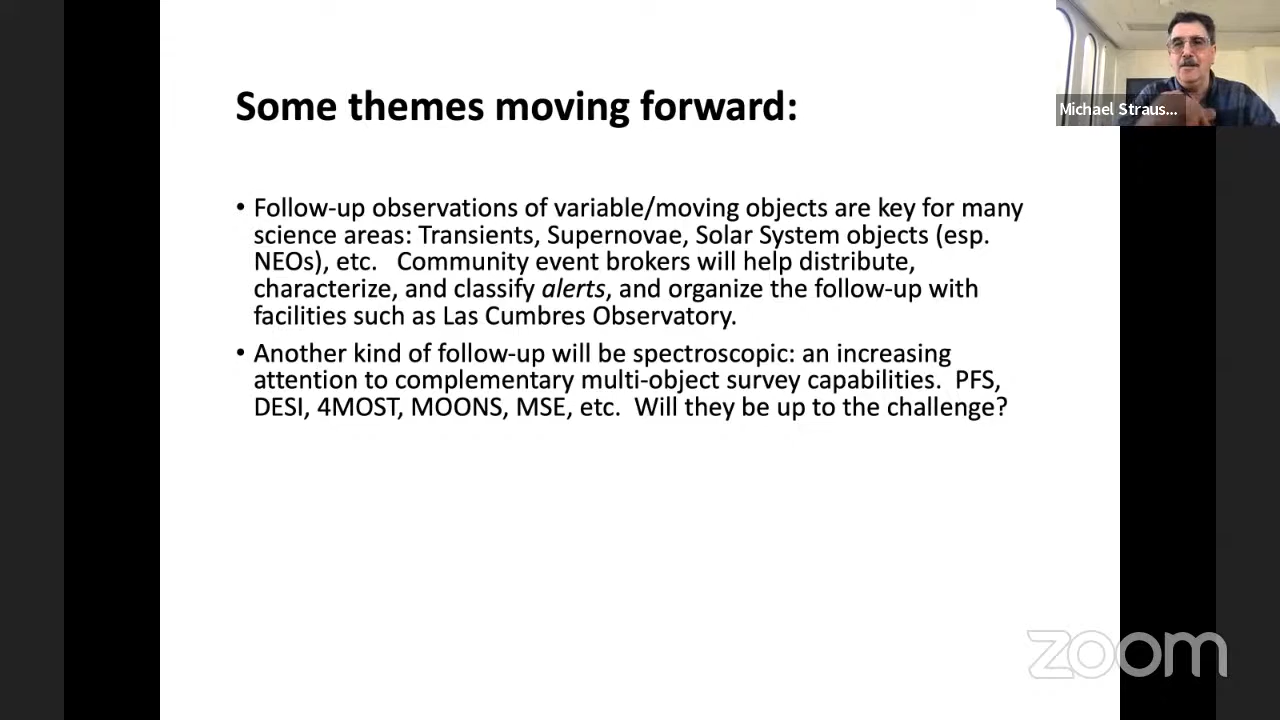 Some themes moving forward:
Michael Straus...
• Follow-up observations of variable/moving objects are key for many
science areas: Transients, Supernovae, Solar System objects (esp.
NEOs), etc.   Community event brokers will help distribute,
characterize, and classify alerts, and organize the follow-up with
facilities such as Las Cumbres Observatory.
• Another kind of follow-up will be spectroscopic: an increasing
attention to complementary multi-object survey capabilities.  PFS,
DESI, 4MOST, MOONS, MSE, etc.  Will they be up to the challenge?
zoom